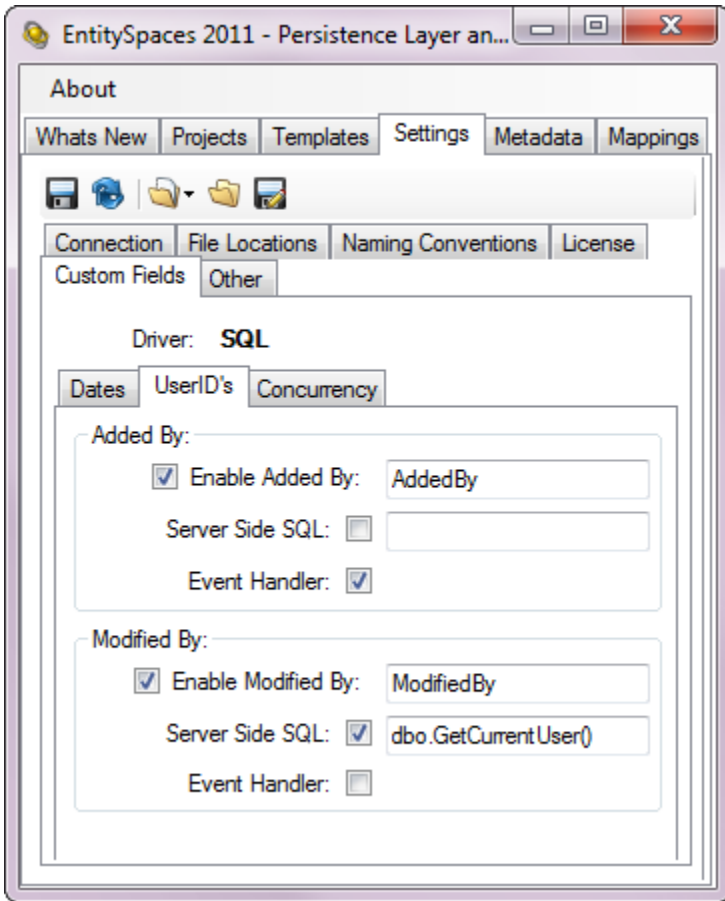 EntitySpaces 2011 - Persistence Layer an...
About
Whats New Projects Templates Settings Metadata Mappings
Connection File Locations Naming Conventions License
Custom Fields Other
Driver: SQL
Dates UserID's Concurrency
Added By:
Enable Added By: AddedBy
Server Side SQL:
Event Handler:
Modified By:
Enable Modified By: ModifiedBy
Server Side SQL: dbo.GetCurrentUser()
Event Handler: